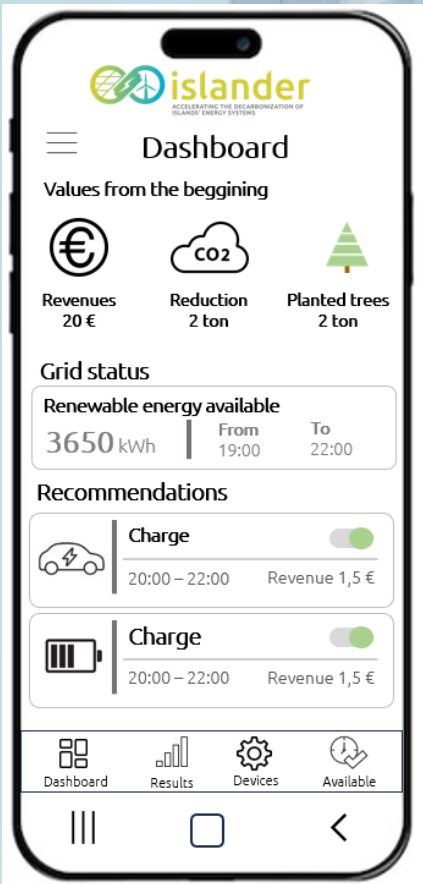 islander
ACCELERATING THE DECARBONIZATION OF
ISLANDS' ENERGY SYSTEMS
Dashboard
Values from the beggining
CO2
Revenues Reduction Planted trees
20 € 2 ton 2 ton
Grid status
Renewable energy available
3650 kWh From To
19:00 22:00
Recommendations
Charge
20:00 – 22:00 Revenue 1,5 €
Charge
20:00 – 22:00 Revenue 1,5 €
Dashboard Results Devices Available